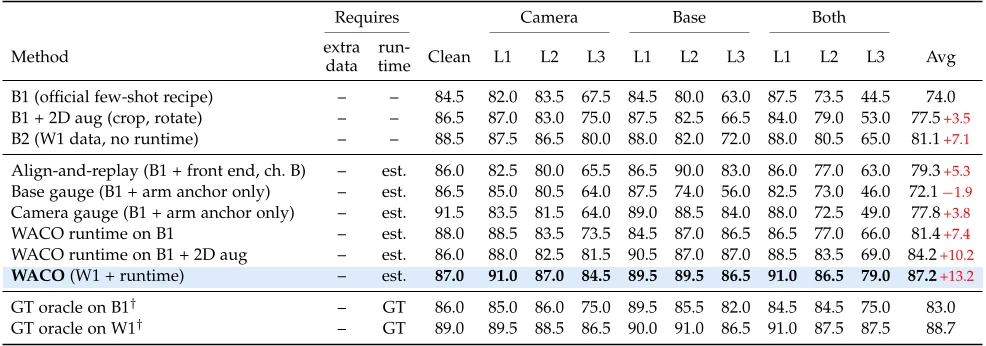 Requires Camera Base Both
Method extra data run-time Clean L1 L2 L3 L1 L2 L3 L1 L2 L3 Avg
B1 (official few-shot recipe) – – 84.5 82.0 83.5 67.5 84.5 80.0 63.0 87.5 73.5 44.5 74.0
B1 + 2D aug (crop, rotate) – – 86.5 87.0 83.0 75.0 87.5 82.5 66.5 84.0 79.0 53.0 77.5 +3.5
B2 (W1 data, no runtime) – – 88.5 87.5 86.5 80.0 88.0 82.0 72.0 88.0 80.5 65.0 81.1 +7.1
Align-and-replay (B1 + front end, ch. B) – est. 86.0 82.5 80.0 65.5 86.5 90.0 83.0 86.0 77.0 63.0 79.3 +5.3
Base gauge (B1 + arm anchor only) – est. 86.5 85.0 80.5 64.0 87.5 74.0 56.0 82.5 73.0 46.0 72.1 −1.9
Camera gauge (B1 + arm anchor only) – est. 91.5 83.5 81.5 64.0 89.0 88.5 84.0 88.0 72.5 49.0 77.8 +3.8
WACO runtime on B1 – est. 88.0 88.5 83.5 73.5 84.5 87.0 86.5 86.5 77.0 66.0 81.4 +7.4
WACO runtime on B1 + 2D aug – est. 86.0 88.0 82.5 81.5 90.5 87.0 87.0 88.5 83.5 69.0 84.2 +10.2
WACO (W1 + runtime) – est. 87.0 91.0 87.0 84.5 89.5 89.5 86.5 91.0 86.5 79.0 87.2 +13.2
GT oracle on B1† – GT 86.0 85.0 86.0 75.0 89.5 85.5 82.0 84.5 84.5 75.0 83.0
GT oracle on W1† – GT 89.0 89.5 88.5 86.5 90.0 91.0 86.5 91.0 87.5 87.5 88.7